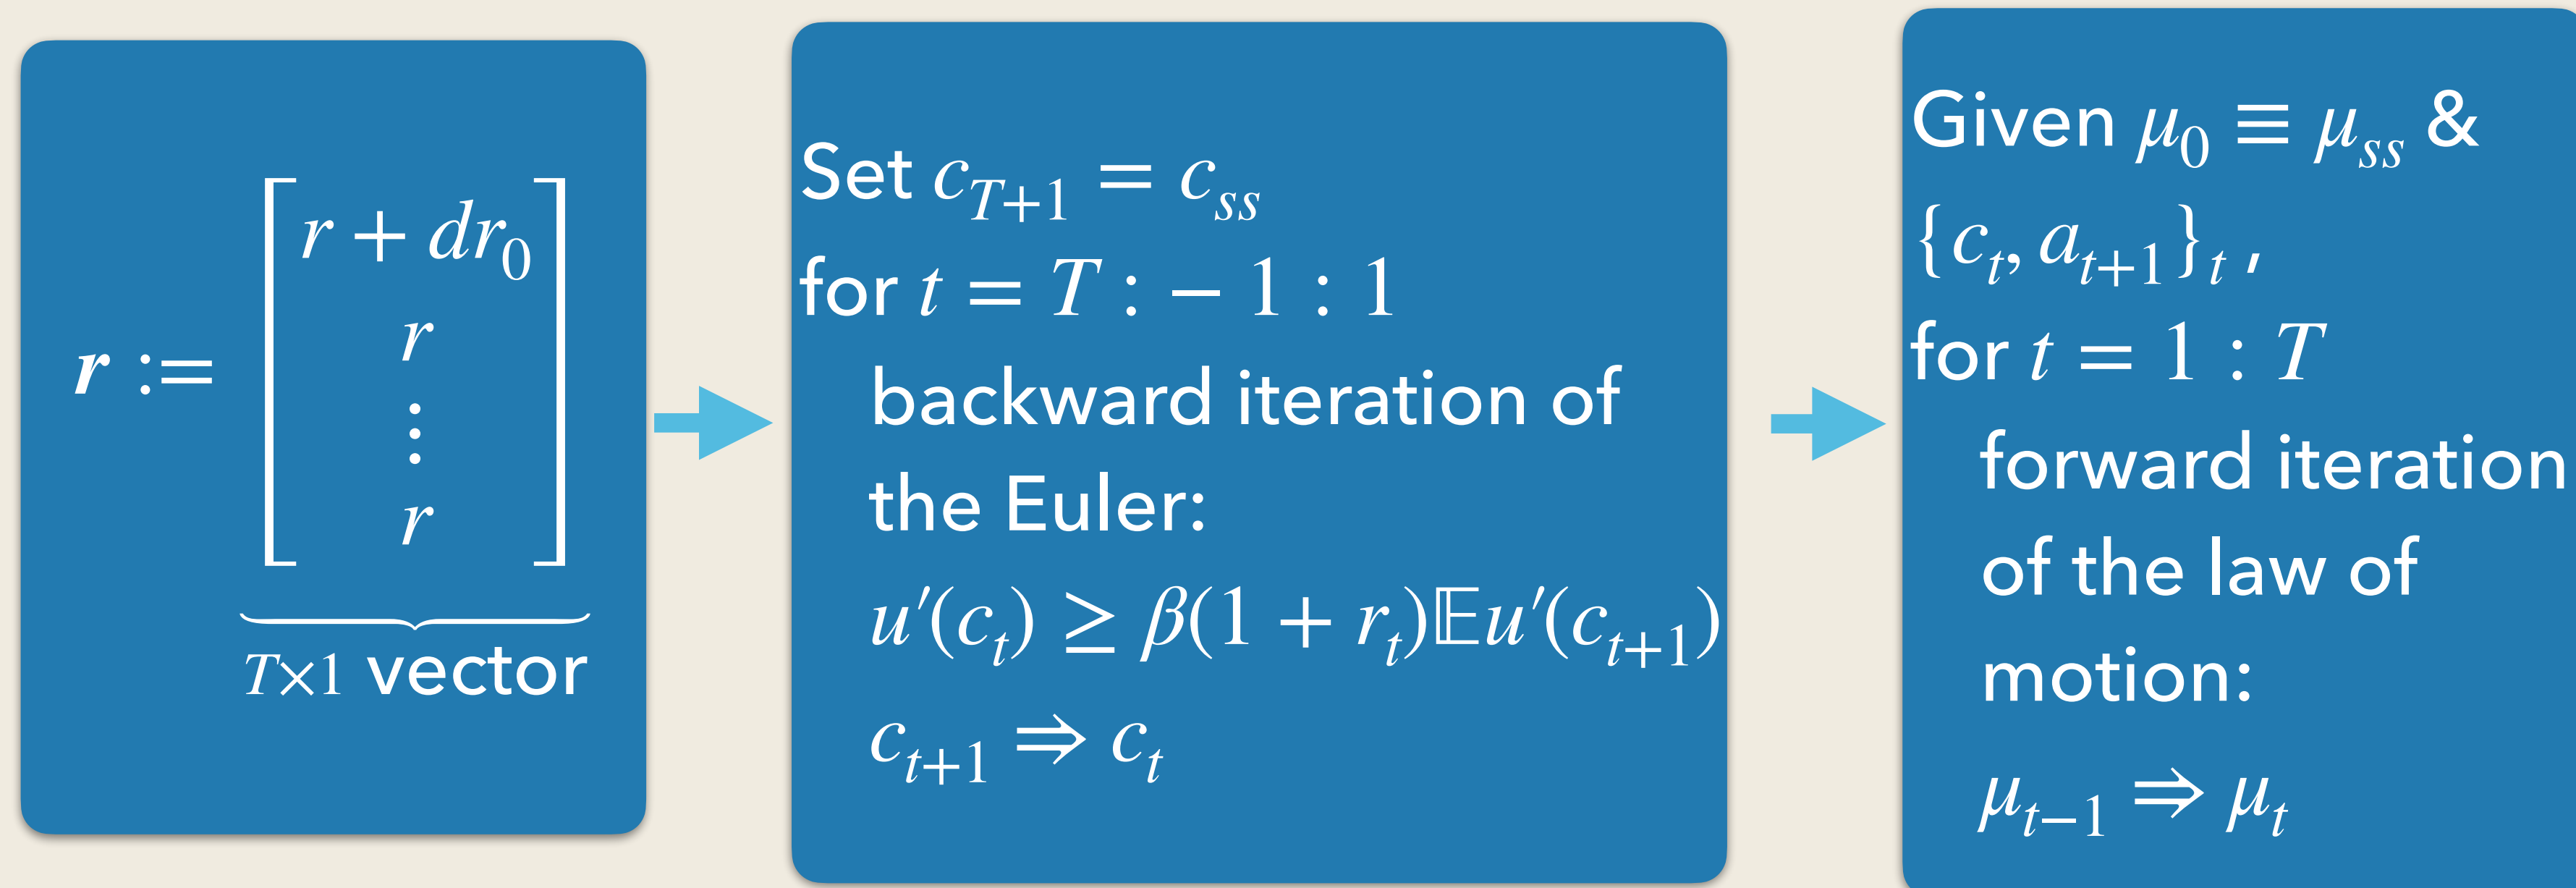 r := [r + dr₀
r
⋮
r]
T×1 vector
Set c_{T+1} = c_{ss}
for t = T : − 1 : 1
backward iteration of
the Euler:
u′(c_t) ≥ β(1 + r_t)𝔼u′(c_{t+1})
c_{t+1} ⇒ c_t
Given μ₀ ≡ μ_{ss} &
{c_t, a_{t+1}}_t ,
for t = 1 : T
forward iteration
of the law of
motion:
μ_{t−1} ⇒ μ_t